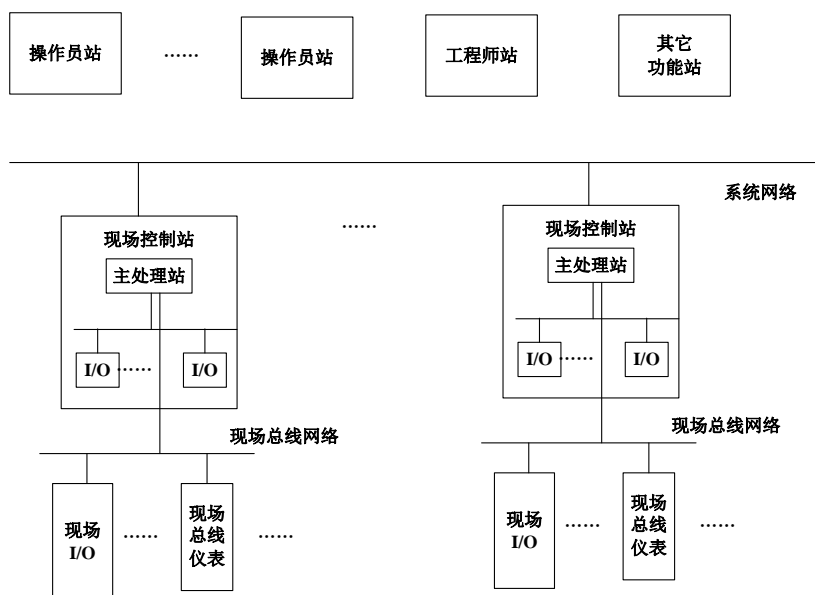 操作员站
……
操作员站
工程师站
其它
功能站
系统网络
现场控制站
主处理站
I/O
……
I/O
……
现场控制站
主处理站
I/O
……
I/O
现场总线网络
现场
I/O
……
现场
总线
仪表
……
现场总线网络
现场
I/O
……
现场
总线
仪表
……